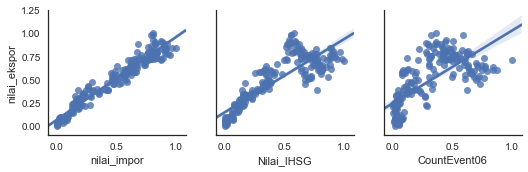 1.25
1.00
0.75
0.50
0.25
0.00
nilai_ekspor
0.0 0.5 1.0
nilai_impor
0.0 0.5 1.0
Nilai_IHSG
0.0 0.5 1.0
CountEvent06